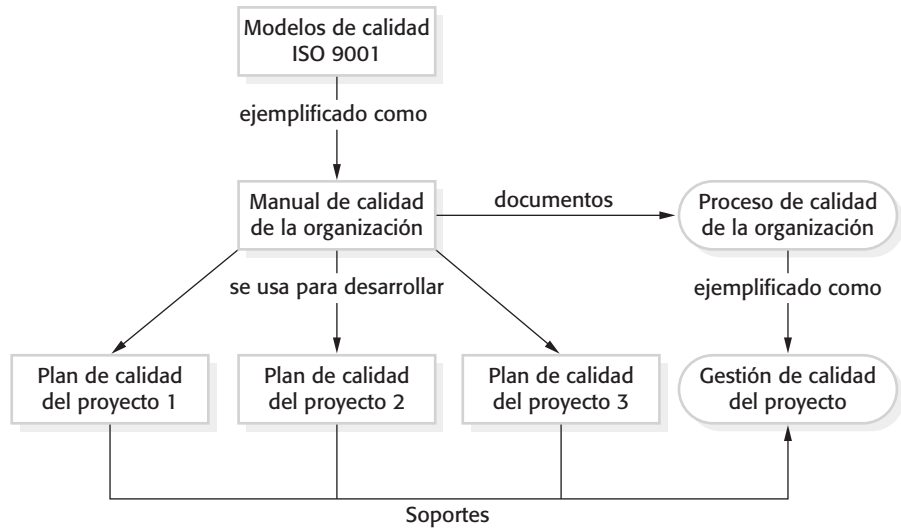 Modelos de calidad
ISO 9001
ejemplificado como
Manual de calidad
de la organización
documentos
Proceso de calidad
de la organización
se usa para desarrollar
ejemplificado como
Plan de calidad
del proyecto 1
Plan de calidad
del proyecto 2
Plan de calidad
del proyecto 3
Gestión de calidad
del proyecto
Soportes